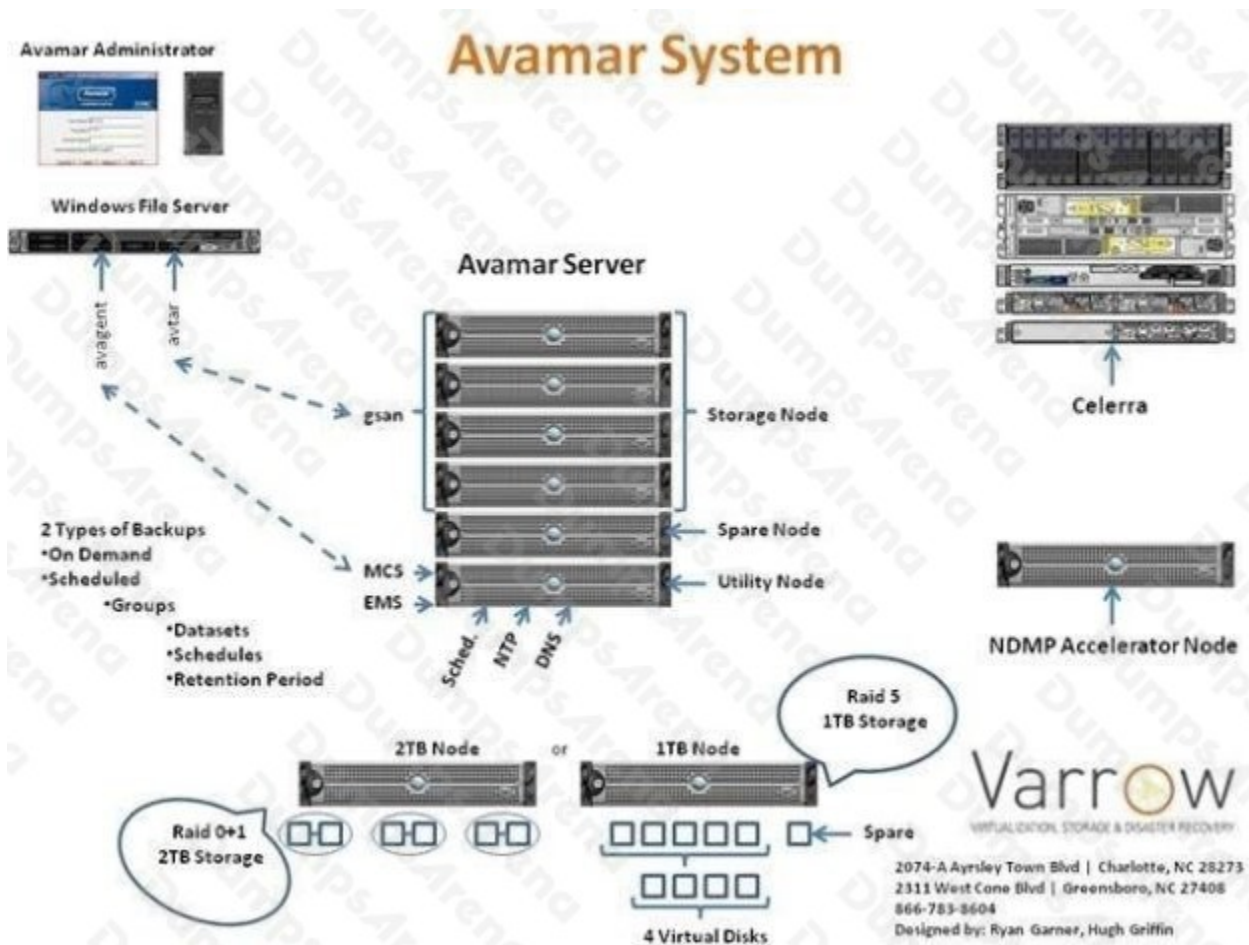 Avamar System
Avamar Administrator
Windows File Server
avagent
avtar
Avamar Server
gsan
Storage Node
Spare Node
MCS
EMS
Utility Node
Sched.
NTP
DNS
Celerra
NDMP Accelerator Node
2 Types of Backups
•On Demand
•Scheduled
•Groups
•Datasets
•Schedules
•Retention Period
2TB Node or 1TB Node
Raid 5
1TB Storage
Raid 0+1
2TB Storage
Spare
4 Virtual Disks
Varrow
VIRTUALIZATION, STORAGE & DISASTER RECOVERY
2074-A Ayrsley Town Blvd | Charlotte, NC 28273
2311 West Cone Blvd | Greensboro, NC 27408
866-783-8604
Designed by: Ryan Garner, Hugh Griffin
DumpsArena